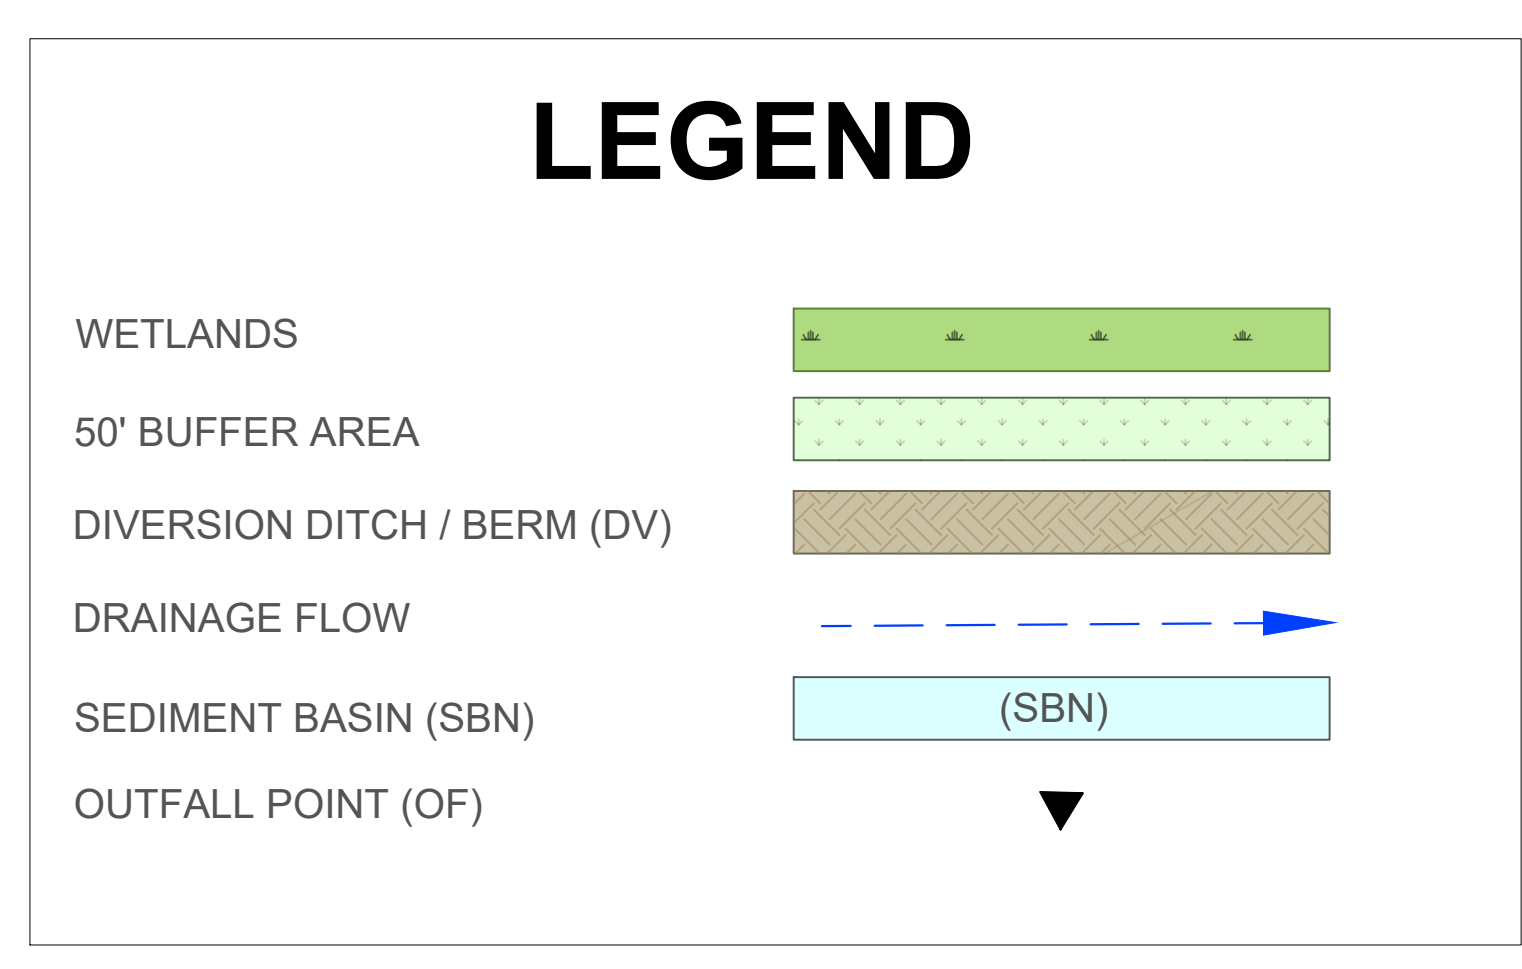 LEGEND
WETLANDS
50' BUFFER AREA
DIVERSION DITCH / BERM (DV)
DRAINAGE FLOW
SEDIMENT BASIN (SBN)
(SBN)
OUTFALL POINT (OF)